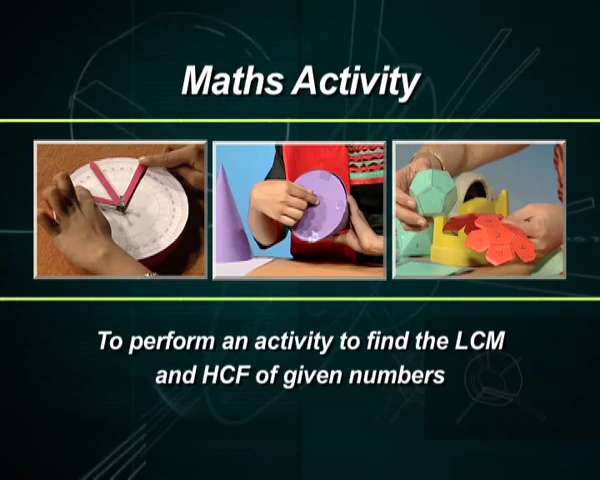 Maths Activity
To perform an activity to find the LCM
and HCF of given numbers